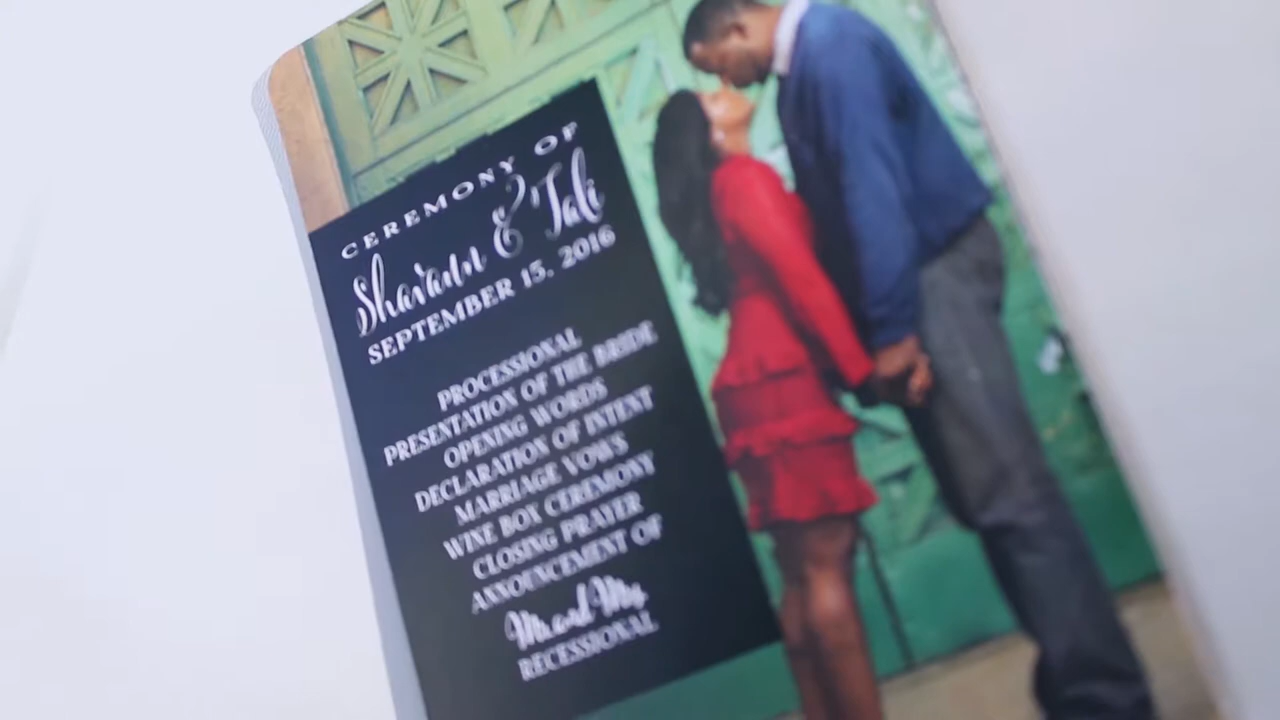 CEREMONY OF
Shavann & Tali
SEPTEMBER 15, 2016
PROCESSIONAL
PRESENTATION OF THE BRIDE
OPENING WORDS
DECLARATION OF INTENT
MARRIAGE VOWS
WINE BOX CEREMONY
CLOSING PRAYER
ANNOUNCEMENT OF
Mr. and Mrs.
RECESSIONAL